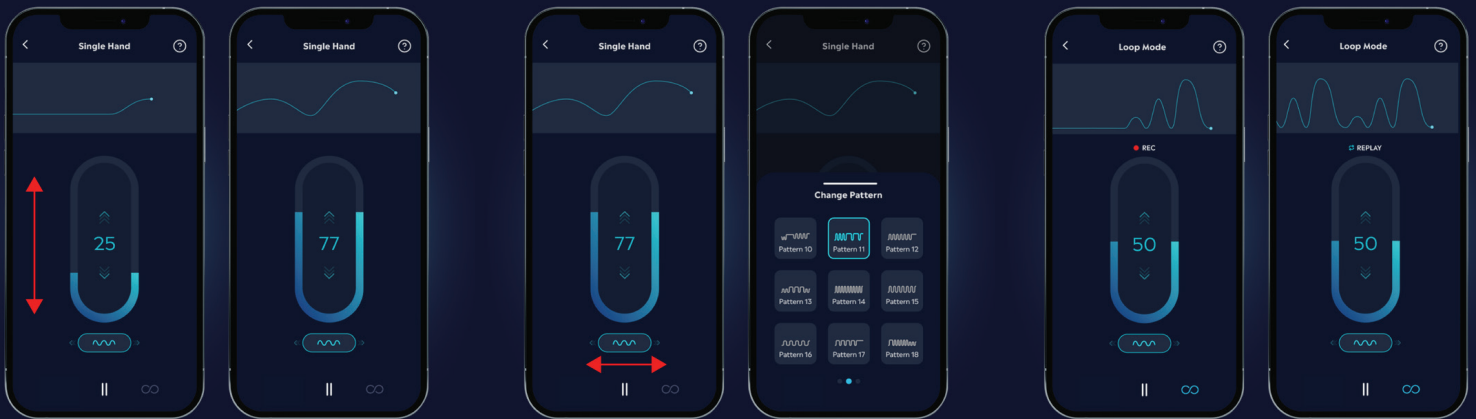 Single Hand
25
Single Hand
77
Single Hand
77
Single Hand
Change Pattern
Pattern 10
Pattern 11
Pattern 12
Pattern 13
Pattern 14
Pattern 15
Pattern 16
Pattern 17
Pattern 18
Loop Mode
REC
50
Loop Mode
REPLAY
50